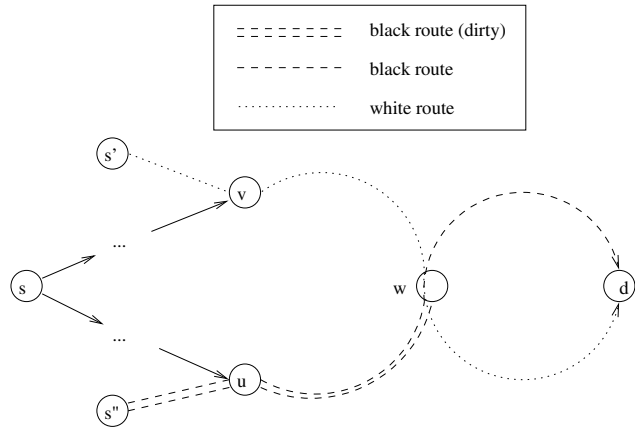 black route (dirty)
black route
white route
s'
v
...
s
w
d
...
u
s"